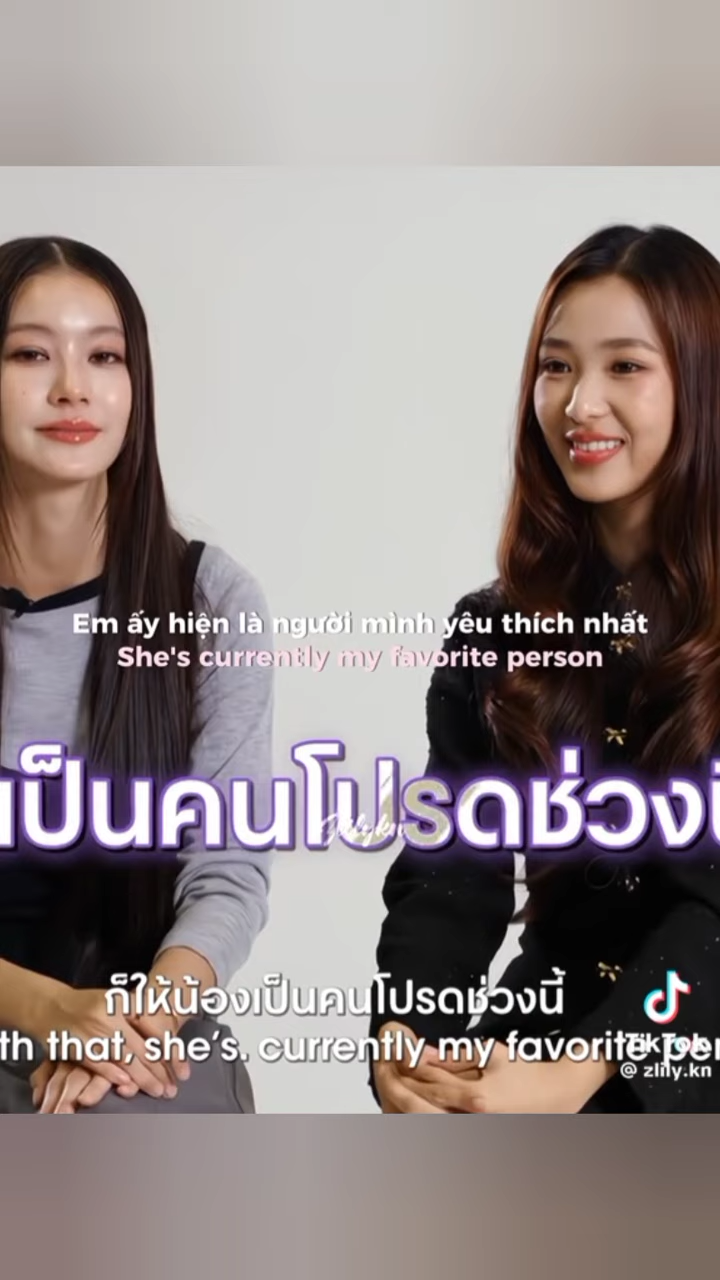 Em ấy hiện là người mình yêu thích nhất
She's currently my favorite person
เป็นคนโปรดช่วงนี้
ก็ให้น้องเป็นคนโปรดช่วงนี้
th that, she's. currently my favorite per
TikTok
@ zlily.kn